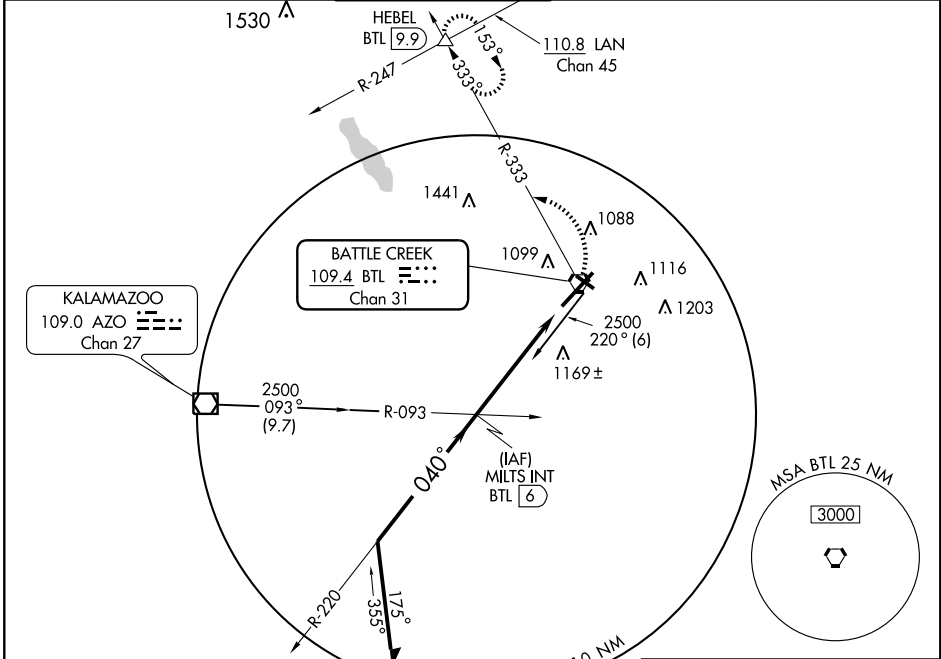 1530
HEBEL
BTL 9.9
153°
333°
110.8 LAN
Chan 45
R-247
R-333
1441
1088
1099
BATTLE CREEK
109.4 BTL
Chan 31
1116
1203
KALAMAZOO
109.0 AZO
Chan 27
2500
220° (6)
1169 ±
2500
093°
(9.7)
R-093
(IAF)
MILTS INT
BTL 6
040°
MSA BTL 25 NM
3000
R-220
355°
175°
NM